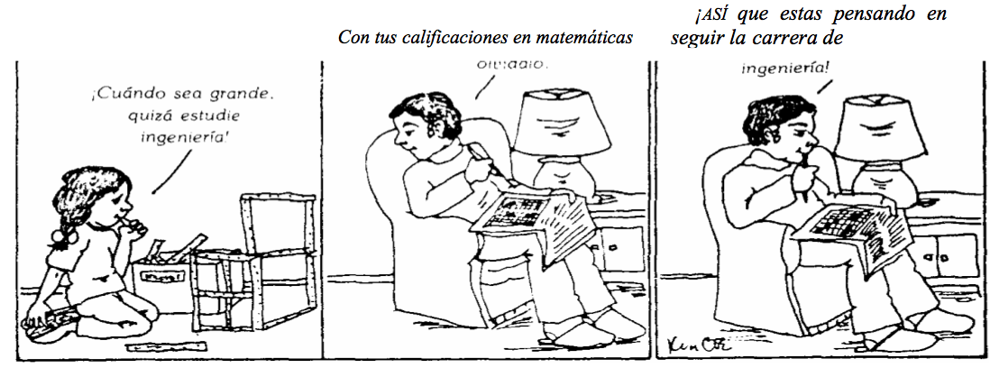 ¡Cuándo sea grande,
quizá estudie
ingeniería!
Con tus calificaciones en matemáticas
olvídalo.
¡ASÍ que estas pensando en
seguir la carrera de
ingeniería!